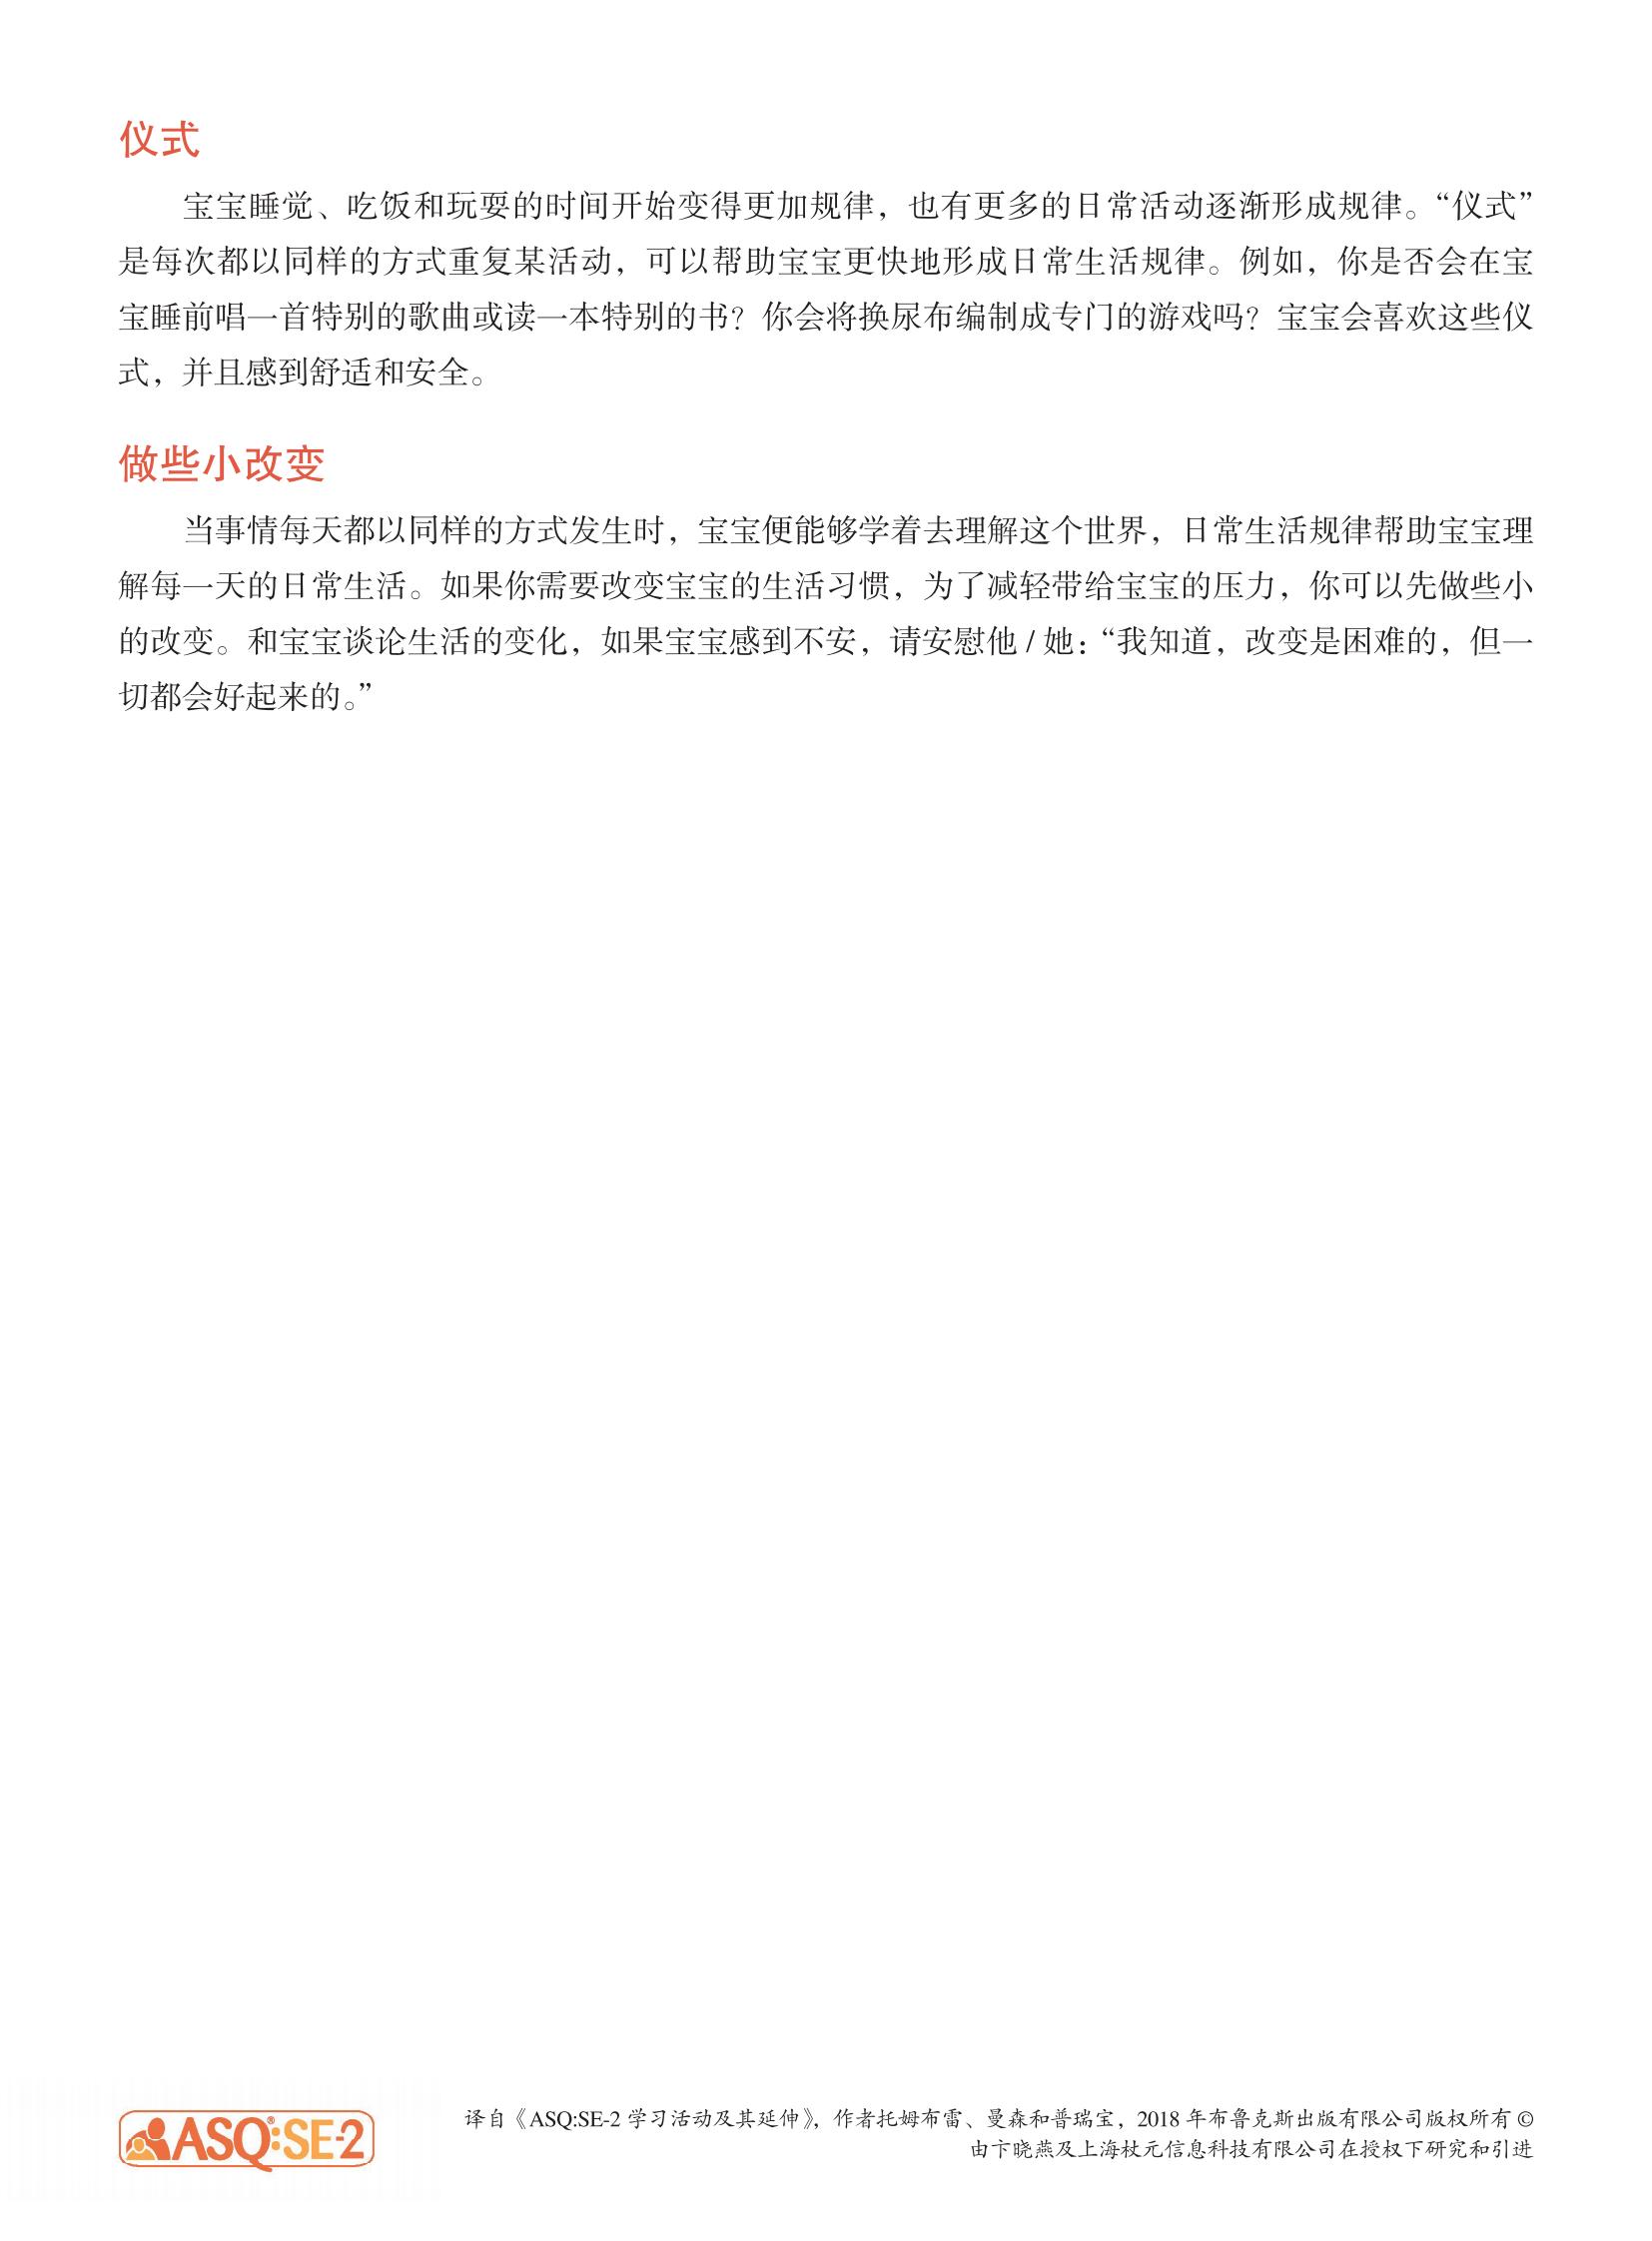 仪式
宝宝睡觉、吃饭和玩耍的时间开始变得更加规律，也有更多的日常活动逐渐形成规律。“仪式”
是每次都以同样的方式重复某活动，可以帮助宝宝更快地形成日常生活规律。例如，你是否会在宝
宝睡前唱一首特别的歌曲或读一本特别的书？你会将换尿布编制成专门的游戏吗？宝宝会喜欢这些仪
式，并且感到舒适和安全。
做些小改变
当事情每天都以同样的方式发生时，宝宝便能够学着去理解这个世界，日常生活规律帮助宝宝理
解每一天的日常生活。如果你需要改变宝宝的生活习惯，为了减轻带给宝宝的压力，你可以先做些小
的改变。和宝宝谈论生活的变化，如果宝宝感到不安，请安慰他 / 她：“我知道，改变是困难的，但一
切都会好起来的。”
ASQ®:SE-2
译自《ASQ:SE-2 学习活动及其延伸》，作者托姆布雷、曼森和普瑞宝，2018 年布鲁克斯出版有限公司版权所有 ©
由卞晓燕及上海杖元信息科技有限公司在授权下研究和引进